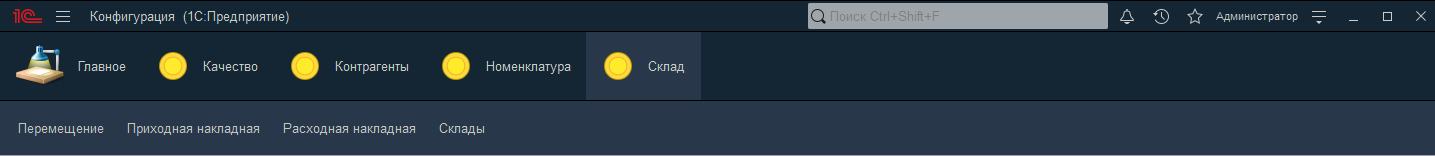 1С Конфигурация (1С:Предприятие) Поиск Ctrl+Shift+F Администратор
Главное Качество Контрагенты Номенклатура Склад
Перемещение Приходная накладная Расходная накладная Склады